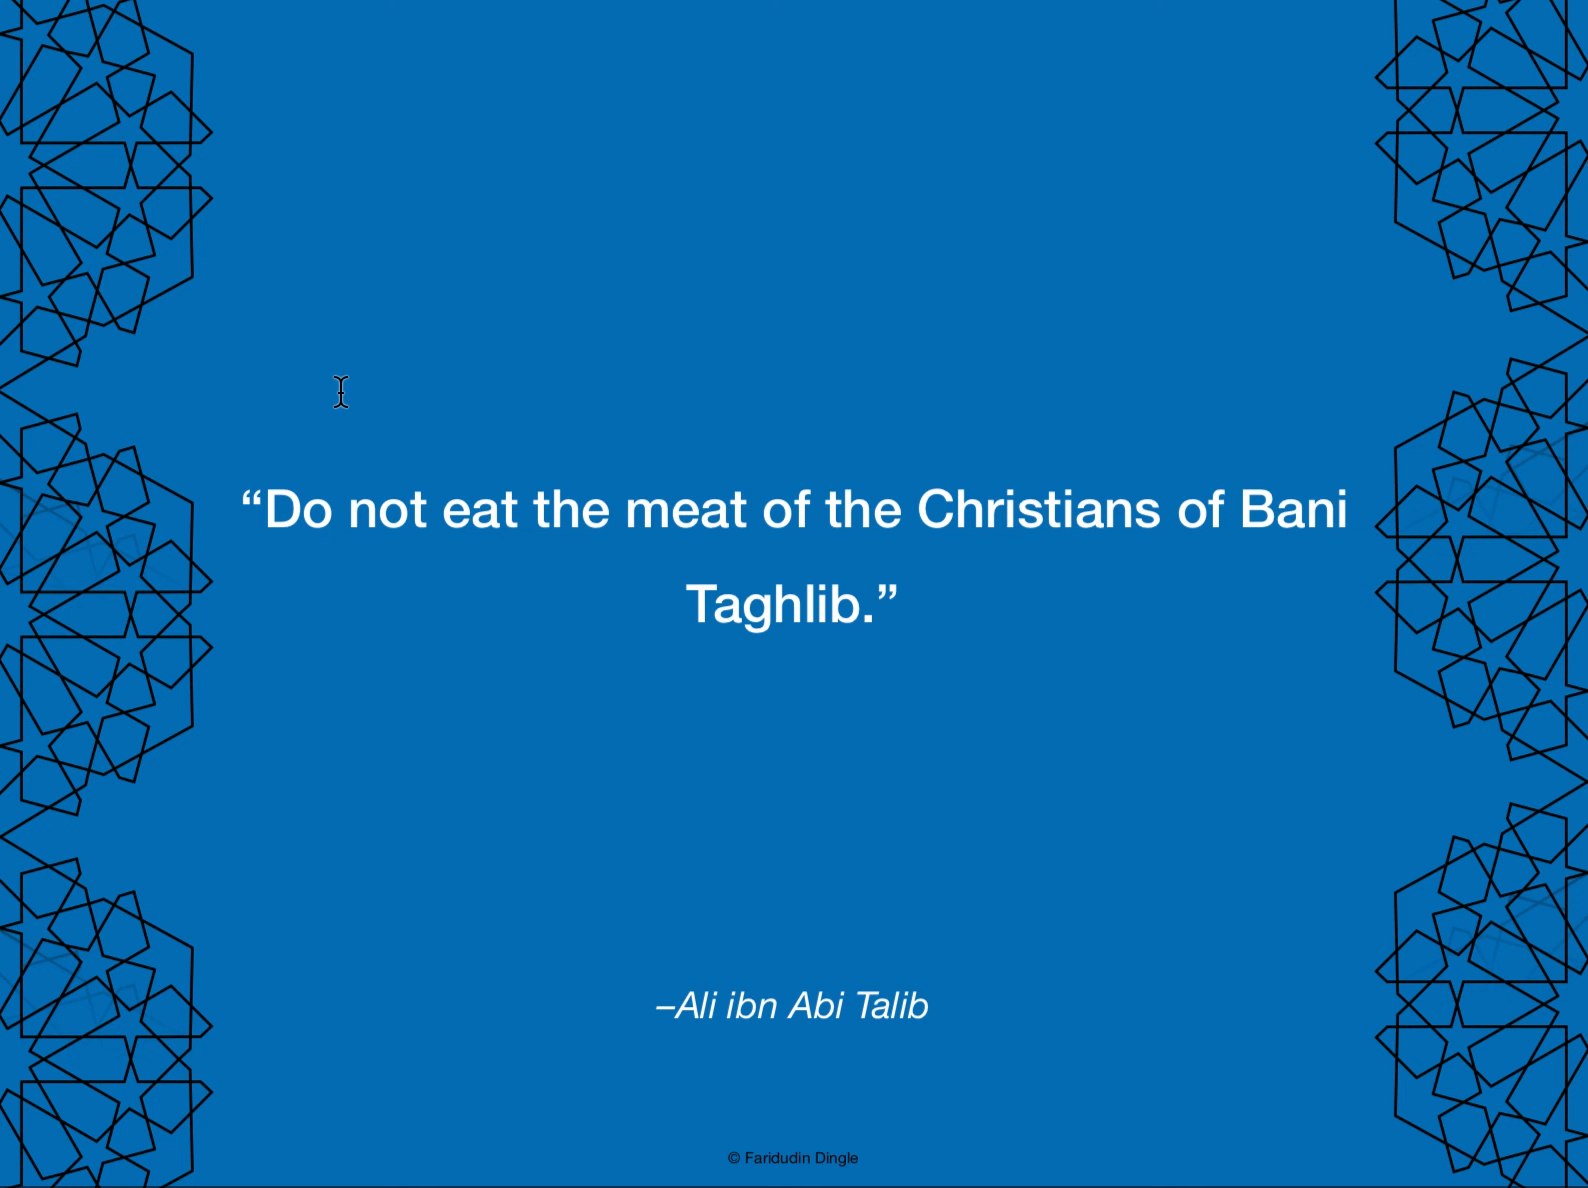 “Do not eat the meat of the Christians of Bani
Taghlib.”
–Ali ibn Abi Talib
© Faridudin Dingle